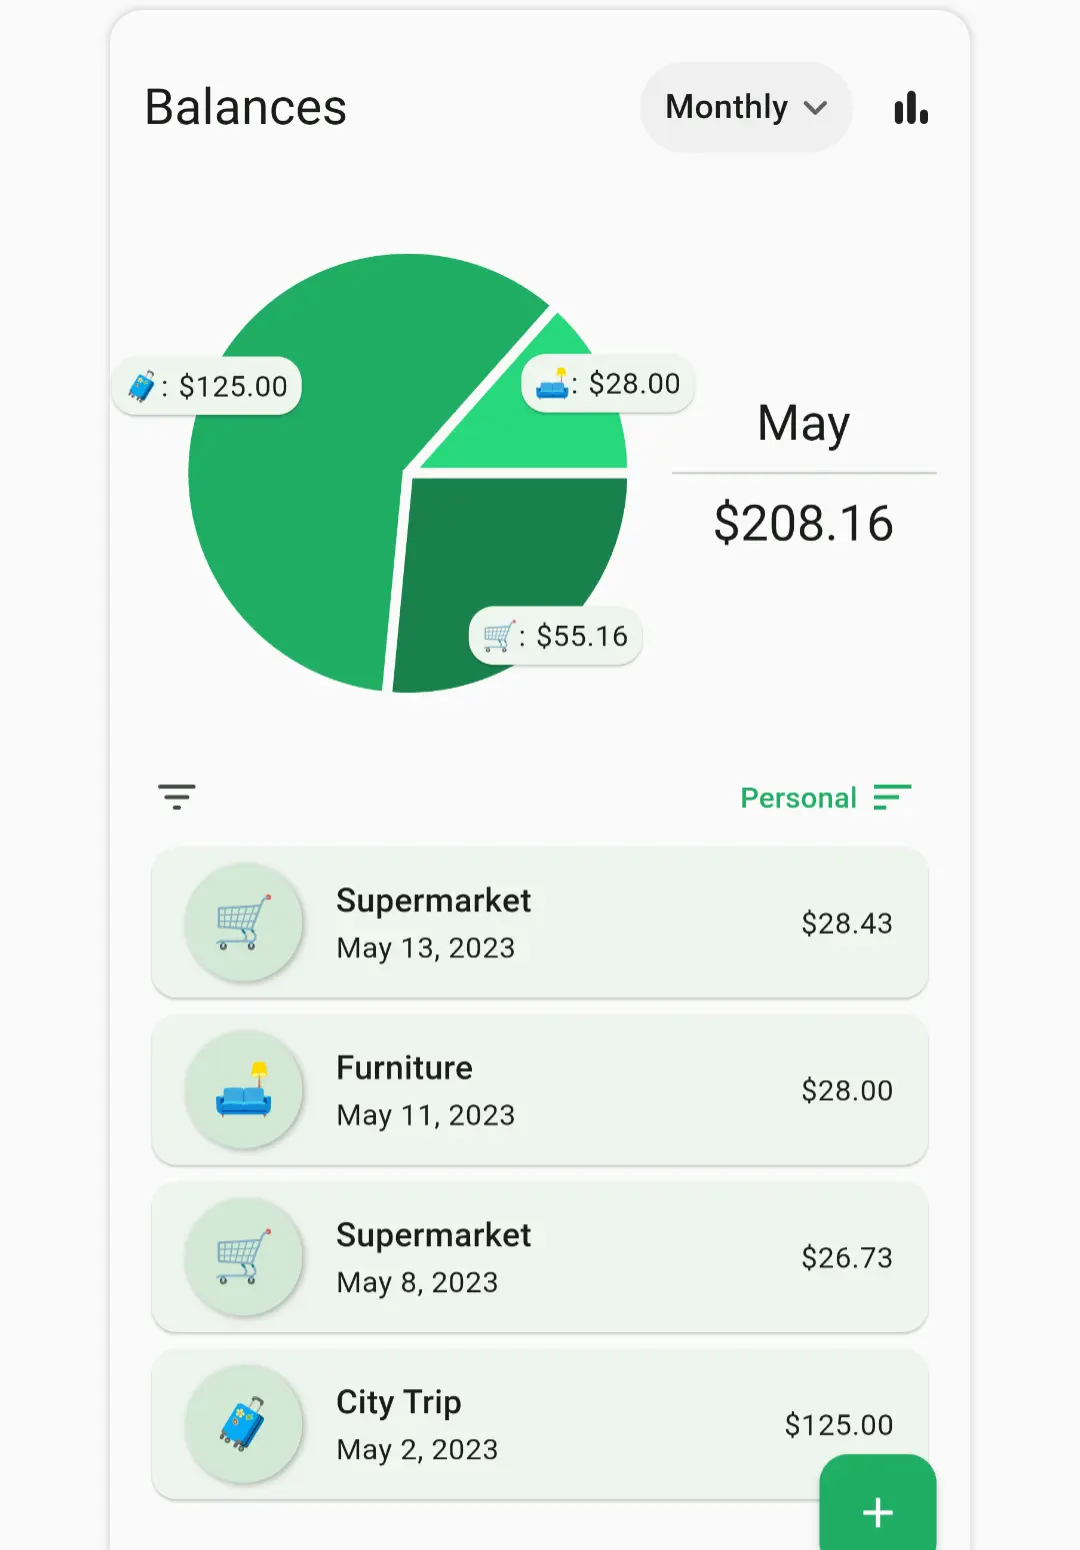 Balances
Monthly
: $125.00
: $28.00
May
$208.16
: $55.16
Personal
Supermarket
May 13, 2023
$28.43
Furniture
May 11, 2023
$28.00
Supermarket
May 8, 2023
$26.73
City Trip
May 2, 2023
$125.00